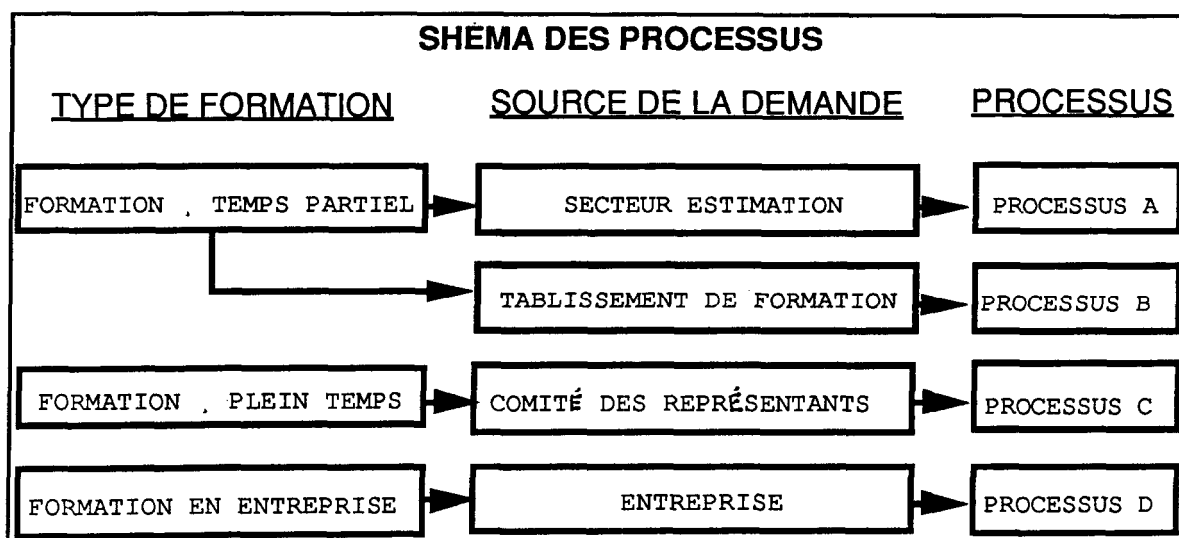 SHÉMA DES PROCESSUS
TYPE DE FORMATION SOURCE DE LA DEMANDE PROCESSUS
FORMATION , TEMPS PARTIEL SECTEUR ESTIMATION PROCESSUS A
TABLISSEMENT DE FORMATION PROCESSUS B
FORMATION , PLEIN TEMPS COMITÉ DES REPRÉSENTANTS PROCESSUS C
FORMATION EN ENTREPRISE ENTREPRISE PROCESSUS D